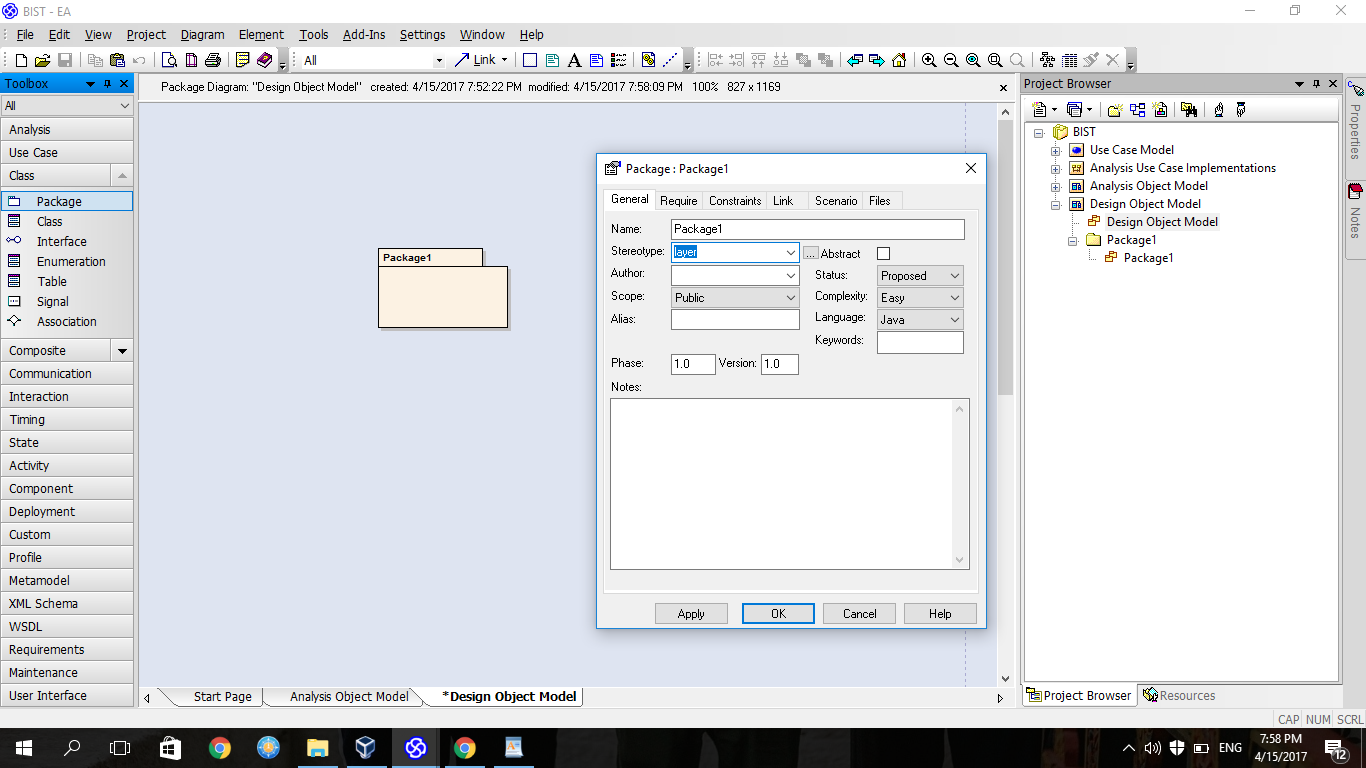 BIST - EA
File Edit View Project Diagram Element Tools Add-Ins Settings Window Help
All Link A
Toolbox
All
Analysis
Use Case
Class
Package
Class
Interface
Enumeration
Table
Signal
Association
Composite
Communication
Interaction
Timing
State
Activity
Component
Deployment
Custom
Profile
Metamodel
XML Schema
WSDL
Requirements
Maintenance
User Interface
Package Diagram: "Design Object Model" created: 4/15/2017 7:52:22 PM modified: 4/15/2017 7:58:09 PM 100% 827 x 1169
Package1
Package : Package1
General Require Constraints Link Scenario Files
Name: Package1
Stereotype: layer ... Abstract
Author: Status: Proposed
Scope: Public Complexity: Easy
Alias: Language: Java
Keywords:
Phase: 1.0 Version: 1.0
Notes:
Apply OK Cancel Help
Start Page Analysis Object Model *Design Object Model
Project Browser
BIST
Use Case Model
Analysis Use Case Implementations
Analysis Object Model
Design Object Model
Design Object Model
Package1
Package1
Project Browser Resources
Properties
Notes
CAP NUM SCRL
ENG
7:58 PM
4/15/2017
12